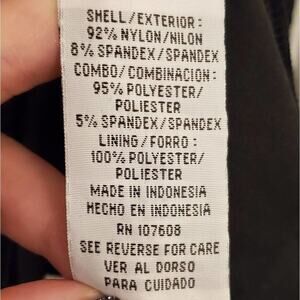 SHELL/EXTERIOR:
92% NYLON/NILON
8% SPANDEX/SPANDEX
COMBO/COMBINACION:
95% POLYESTER/
POLIESTER
5% SPANDEX/SPANDEX
LINING/FORRO:
100% POLYESTER/
POLIESTER
MADE IN INDONESIA
HECHO EN INDONESIA
RN 107608
SEE REVERSE FOR CARE
VER AL DORSO
PARA CUIDADO